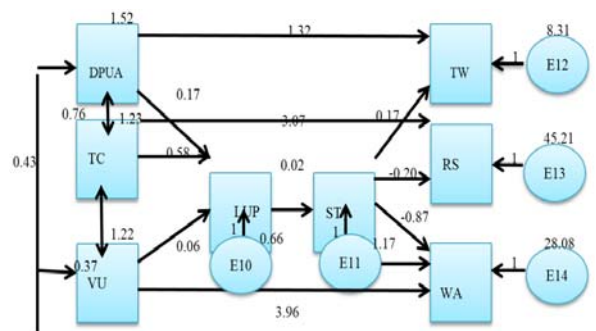 1.52
1.32
8.31
DPUA
TW
1
E12
0.17
0.76
1.23
3.07
0.17
45.21
TC
0.58
0.43
0.02
-0.20
RS
1
E13
LUP
ST
-0.87
1.22
1
0.66
1
1.17
28.08
0.06
0.37
E10
E11
VU
WA
1
E14
3.96